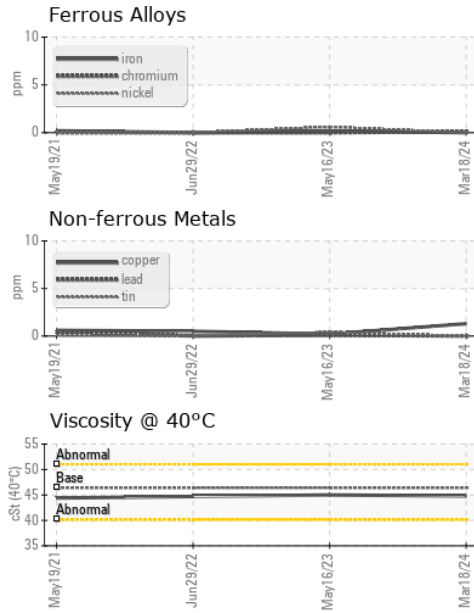 Ferrous Alloys
10
5
0
ppm
iron
chromium
nickel
May19/21
Jun29/22
May16/23
Mar18/24
Non-ferrous Metals
10
5
0
ppm
copper
lead
tin
May19/21
Jun29/22
May16/23
Mar18/24
Viscosity @ 40°C
55
50
45
40
35
cSt (40°C)
Abnormal
Base
Abnormal
May19/21
Jun29/22
May16/23
Mar18/24